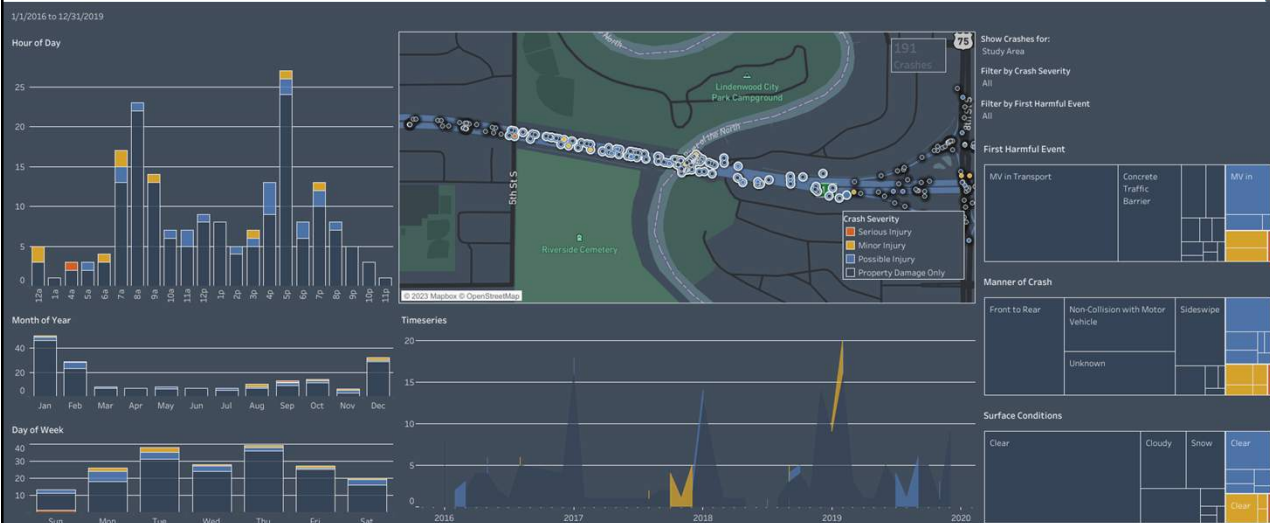 1/1/2016 to 12/31/2019
Hour of Day
25
20
15
10
5
0
12a
1a
4a
5a
6a
7a
8a
9a
10a
11a
12p
1p
2p
3p
4p
5p
6p
7p
8p
9p
10p
11p
Month of Year
40
20
0
Jan
Feb
Mar
Apr
May
Jun
Jul
Aug
Sep
Oct
Nov
Dec
Day of Week
40
30
20
10
Sun
Mon
Tue
Wed
Thu
Fri
Sat
North
191
Crashes
75
Lindenwood City
Park Campground
of the North
5th St S
Riverside Cemetery
Crash Severity
Serious Injury
Minor Injury
Possible Injury
Property Damage Only
© 2023 Mapbox © OpenStreetMap
Timeseries
20
15
10
5
0
2016
2017
2018
2019
2020
Show Crashes for:
Study Area
Filter by Crash Severity
All
Filter by First Harmful Event
All
First Harmful Event
MV in Transport
Concrete
Traffic
Barrier
MV in
Manner of Crash
Front to Rear
Non-Collision with Motor
Vehicle
Unknown
Sideswipe
Surface Conditions
Clear
Cloudy
Snow
Clear
Clear